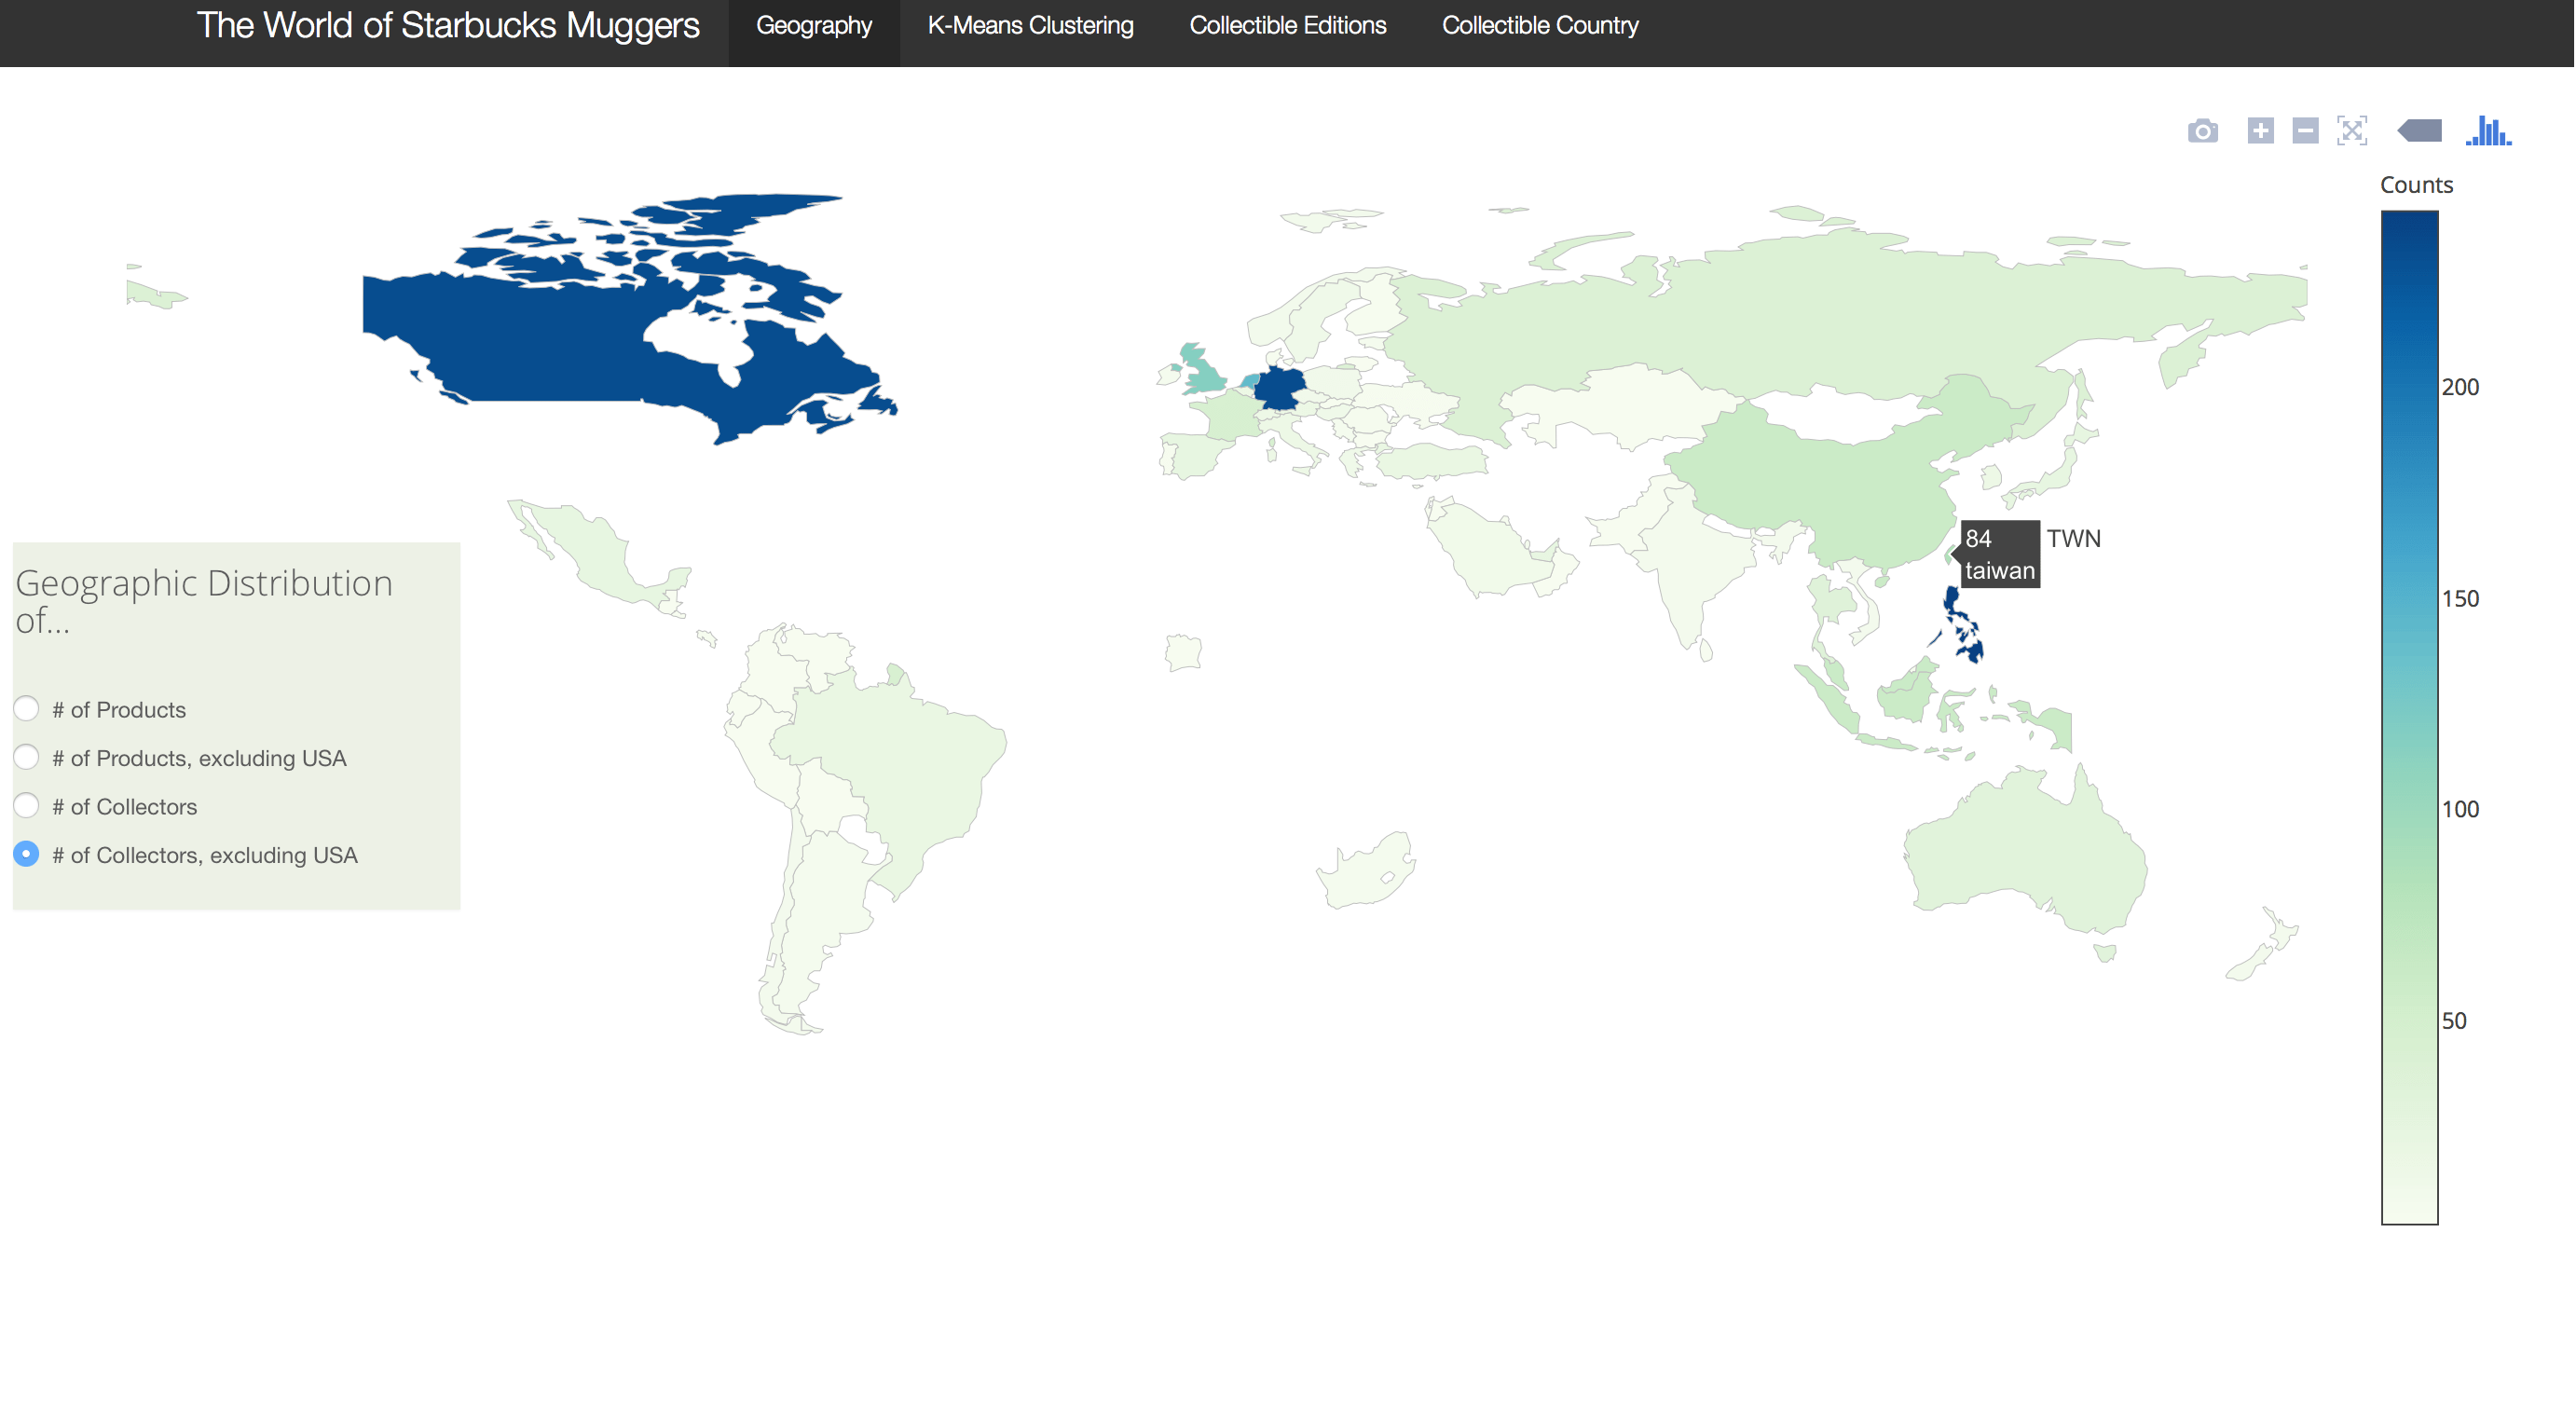 The World of Starbucks Muggers
Geography
K-Means Clustering
Collectible Editions
Collectible Country
Counts
200
150
100
50
84
taiwan
TWN
Geographic Distribution
of...
# of Products
# of Products, excluding USA
# of Collectors
# of Collectors, excluding USA